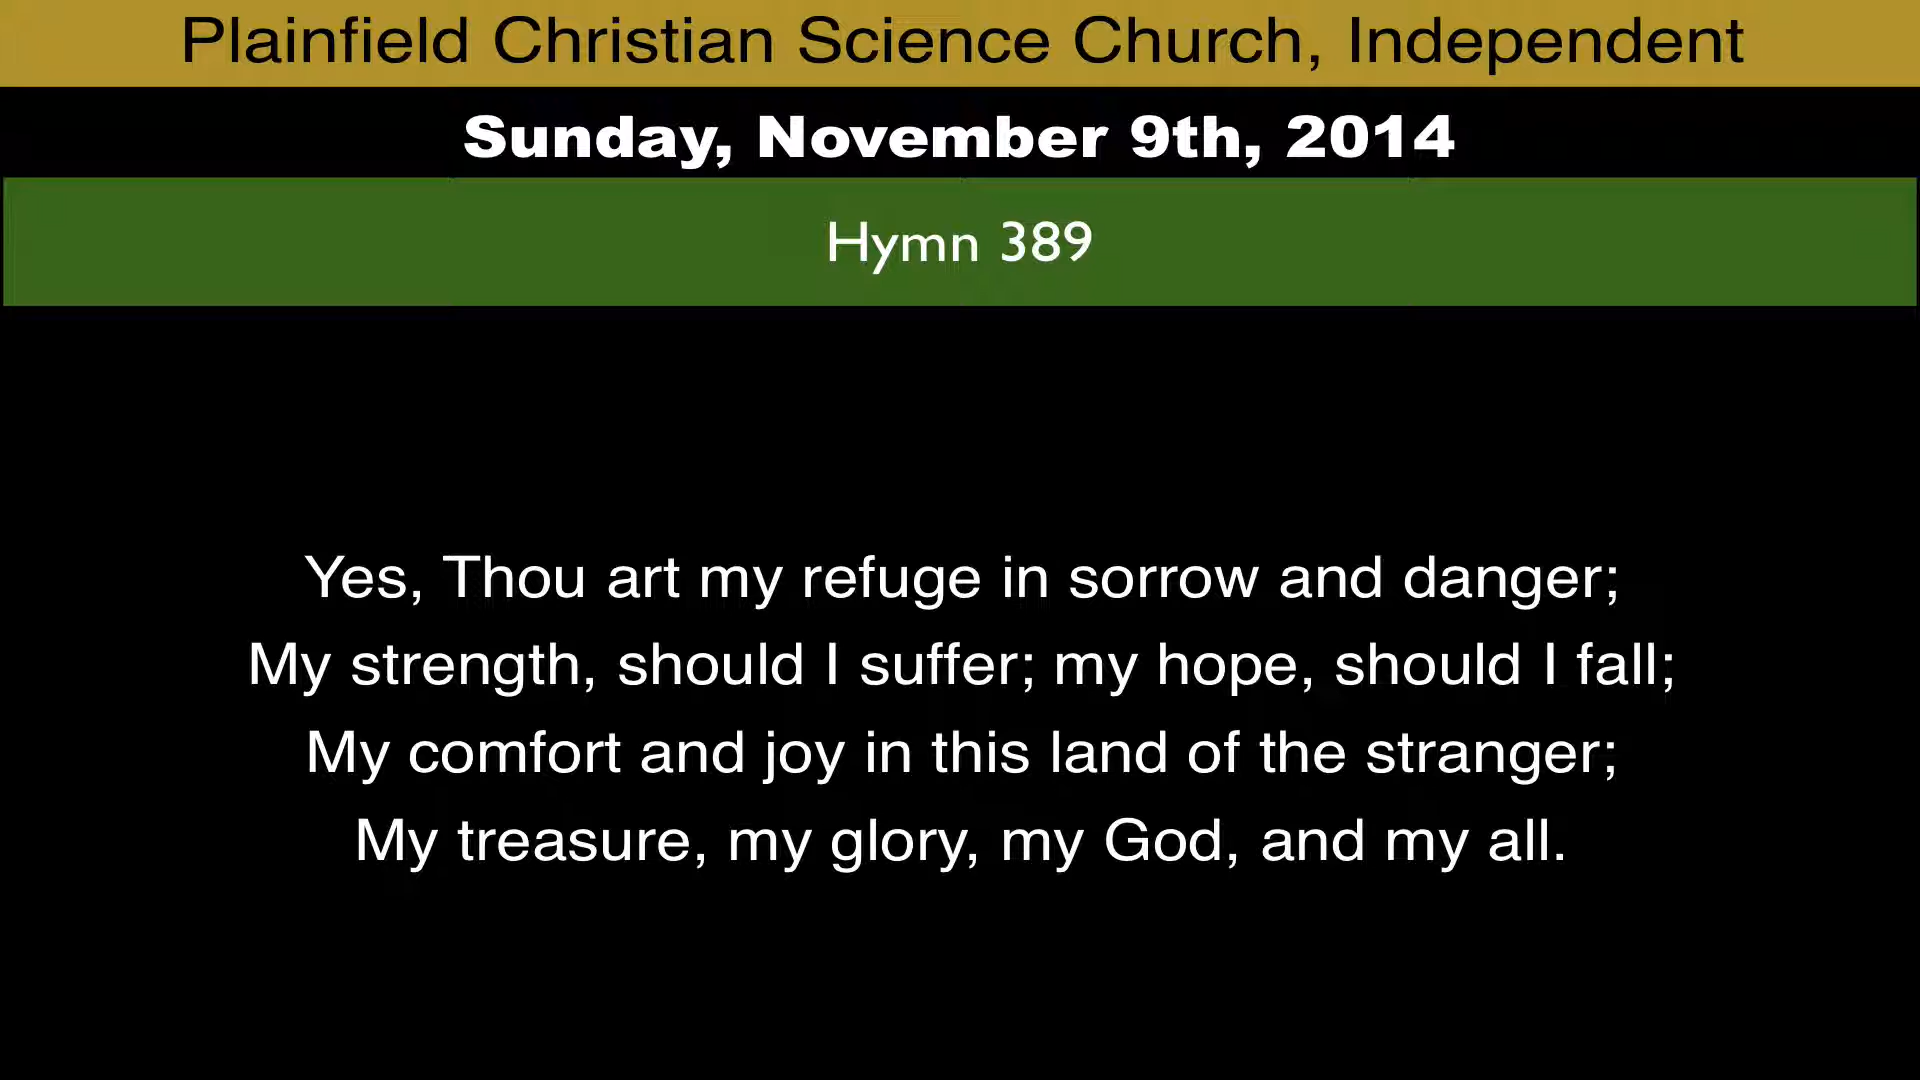 Plainfield Christian Science Church, Independent
Sunday, November 9th, 2014
Hymn 389
Yes, Thou art my refuge in sorrow and danger;
My strength, should I suffer; my hope, should I fall;
My comfort and joy in this land of the stranger;
My treasure, my glory, my God, and my all.